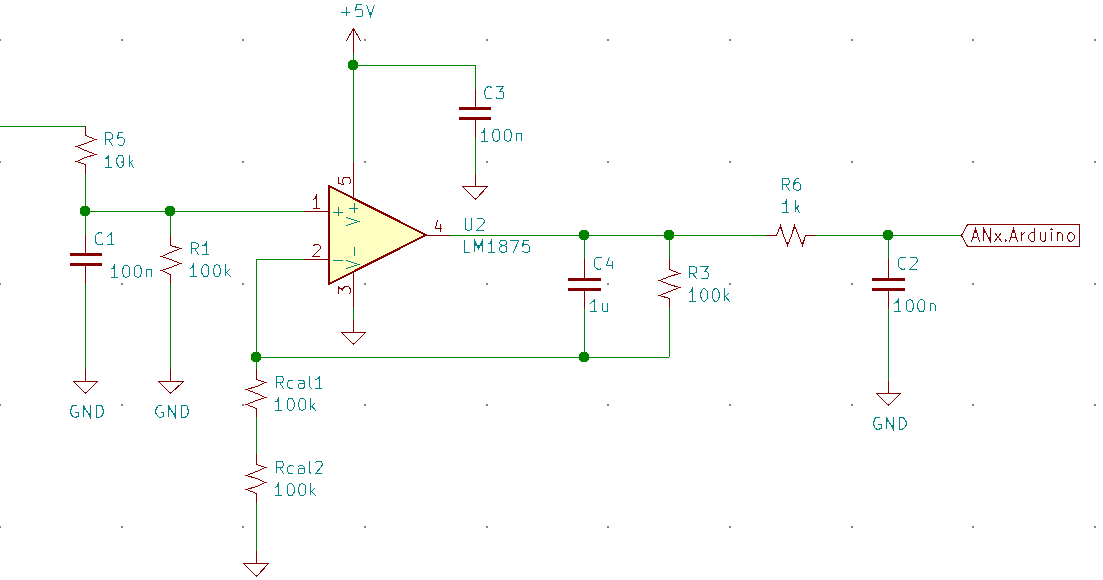 +5V
C3
100n
R5
10k
5
R6
1k
1
+
V+
4
U2
LM1875
ANx.Arduino
C1
100n
R1
100k
2
-
V-
3
C4
1u
R3
100k
C2
100n
Rcal1
100k
GND
GND
GND
Rcal2
100k